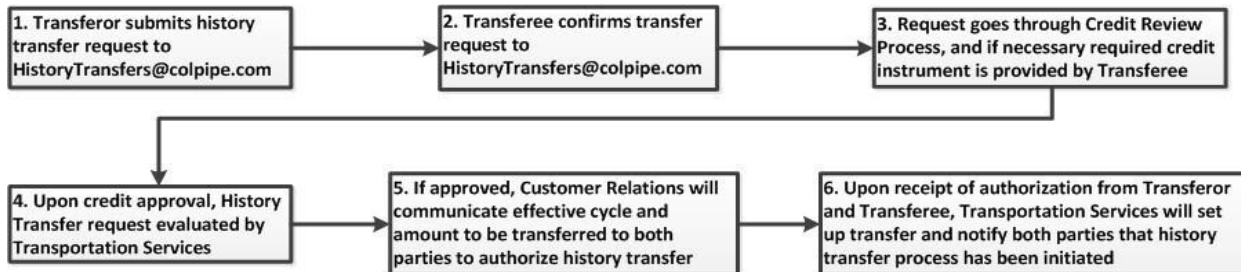 1. Transferor submits history
transfer request to
HistoryTransfers@colpipe.com
2. Transferee confirms transfer
request to
HistoryTransfers@colpipe.com
3. Request goes through Credit Review
Process, and if necessary required credit
instrument is provided by Transferee
4. Upon credit approval, History
Transfer request evaluated by
Transportation Services
5. If approved, Customer Relations will
communicate effective cycle and
amount to be transferred to both
parties to authorize history transfer
6. Upon receipt of authorization from Transferor
and Transferee, Transportation Services will set
up transfer and notify both parties that history
transfer process has been initiated